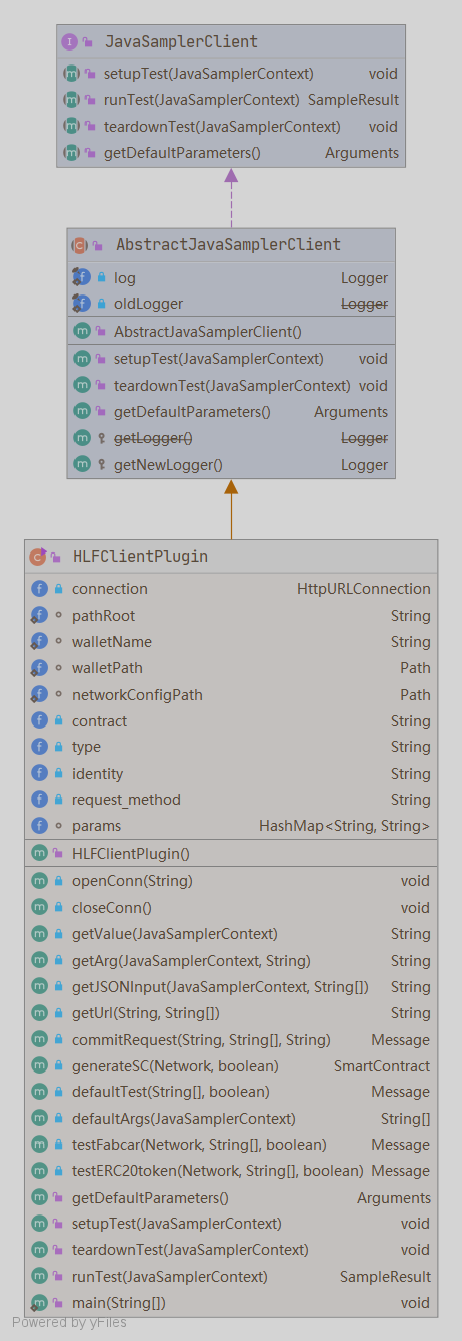 JavaSamplerClient
setupTest(JavaSamplerContext) void
runTest(JavaSamplerContext) SampleResult
teardownTest(JavaSamplerContext) void
getDefaultParameters() Arguments
AbstractJavaSamplerClient
log Logger
oldLogger Logger
AbstractJavaSamplerClient()
setupTest(JavaSamplerContext) void
teardownTest(JavaSamplerContext) void
getDefaultParameters() Arguments
getLogger() Logger
getNewLogger() Logger
HLFClientPlugin
connection HttpURLConnection
pathRoot String
walletName String
walletPath Path
networkConfigPath Path
contract String
type String
identity String
request_method String
params HashMap<String, String>
HLFClientPlugin()
openConn(String) void
closeConn() void
getValue(JavaSamplerContext) String
getArg(JavaSamplerContext, String) String
getJSONInput(JavaSamplerContext, String[]) String
getUrl(String, String[]) String
commitRequest(String, String[], String) Message
generateSC(Network, boolean) SmartContract
defaultTest(String[], boolean) Message
defaultArgs(JavaSamplerContext) String[]
testFabcar(Network, String[], boolean) Message
testERC20token(Network, String[], boolean) Message
getDefaultParameters() Arguments
setupTest(JavaSamplerContext) void
teardownTest(JavaSamplerContext) void
runTest(JavaSamplerContext) SampleResult
main(String[]) void
Powered by yFiles